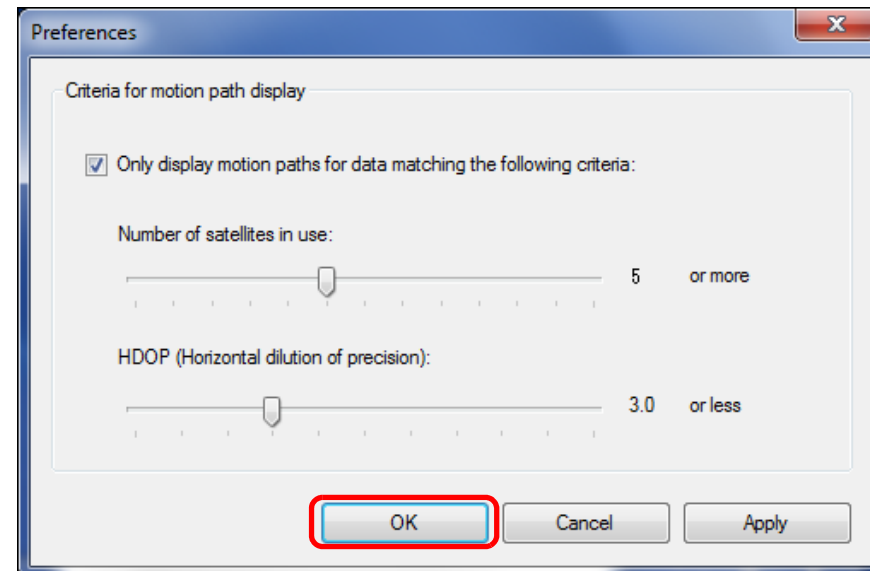 Preferences
Criteria for motion path display
Only display motion paths for data matching the following criteria:
Number of satellites in use:
5 or more
HDOP (Horizontal dilution of precision):
3.0 or less
OK Cancel Apply